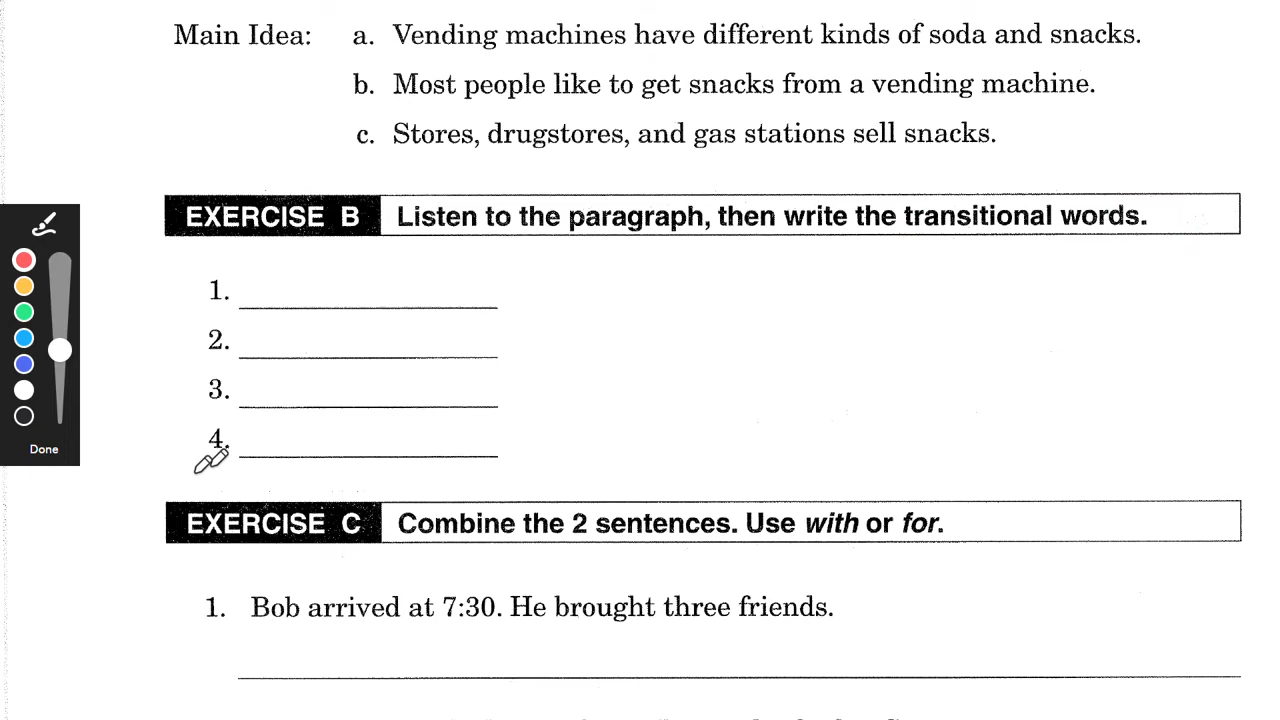 Main Idea: a. Vending machines have different kinds of soda and snacks.
b. Most people like to get snacks from a vending machine.
c. Stores, drugstores, and gas stations sell snacks.
EXERCISE B Listen to the paragraph, then write the transitional words.
1.
2.
3.
4.
Done
EXERCISE C Combine the 2 sentences. Use with or for.
1. Bob arrived at 7:30. He brought three friends.